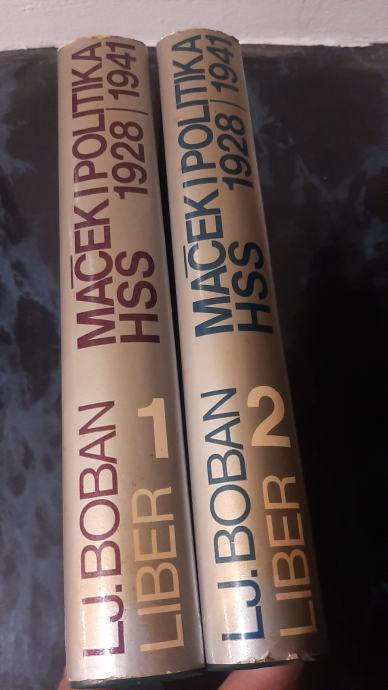 LJ. BOBAN MAČEK I POLITIKA
LIBER 1 HSS 1928/1941
LJ. BOBAN MAČEK I POLITIKA
LIBER 2 HSS 1928/1941